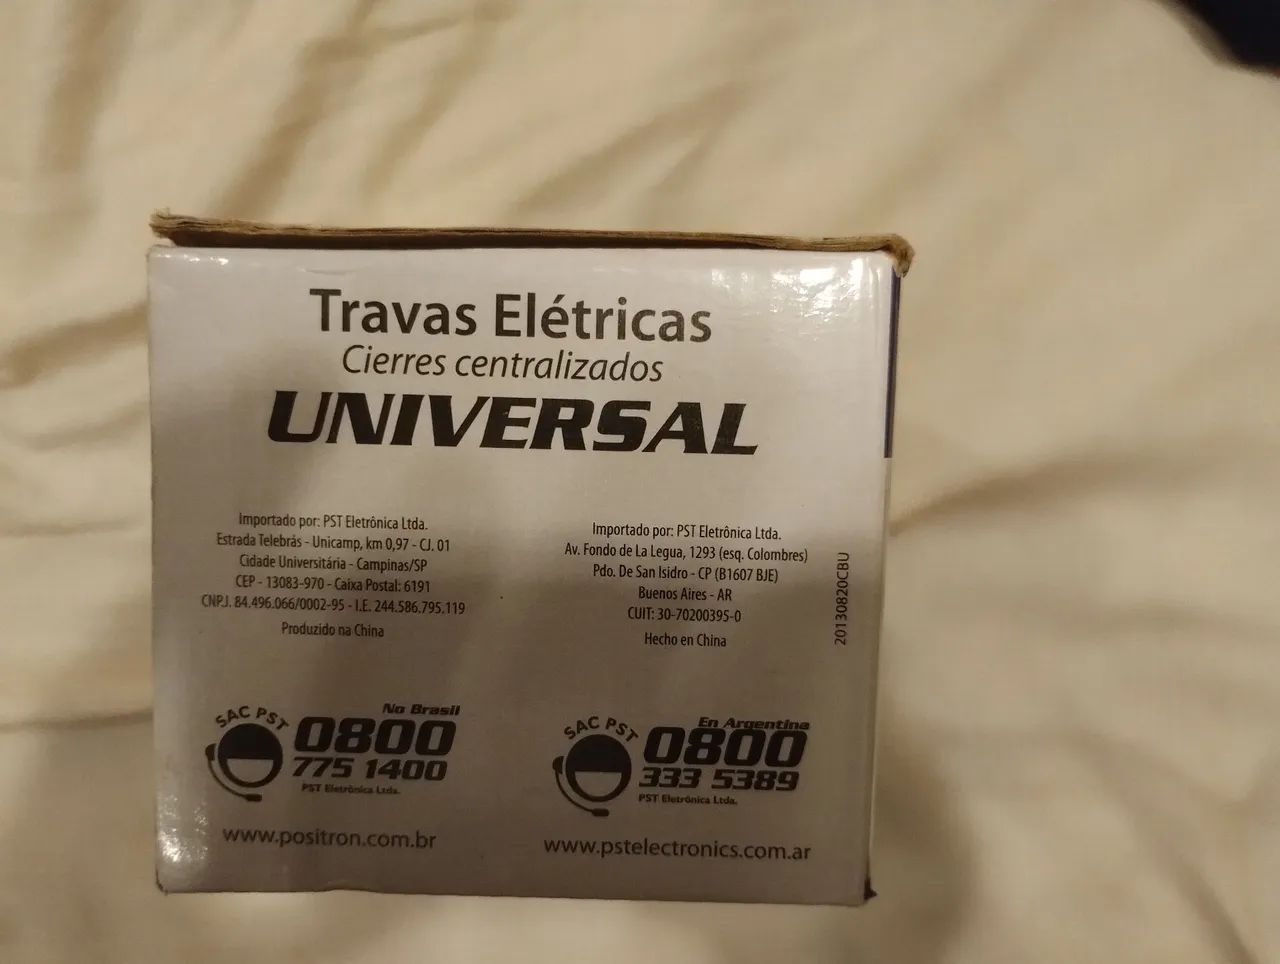 Travas Elétricas
Cierres centralizados
UNIVERSAL
Importado por: PST Eletrônica Ltda.
Estrada Telebrás - Unicamp, km 0,97 - CJ. 01
Cidade Universitária - Campinas/SP
CEP - 13083-970 - Caixa Postal: 6191
CNPJ. 84.496.066/0002-95 - I.E. 244.586.795.119
Produzido na China
Importado por: PST Eletrônica Ltda.
Av. Fondo de La Legua, 1293 (esq. Colombres)
Pdo. De San Isidro - CP (B1607 BJE)
Buenos Aires - AR
CUIT: 30-70200395-0
Hecho en China
20130820CBU
SAC PST
No Brasil
0800
775 1400
PST Eletrônica Ltda.
www.positron.com.br
SAC PST
En Argentina
0800
333 5389
PST Eletrônica Ltda.
www.pstelectronics.com.ar